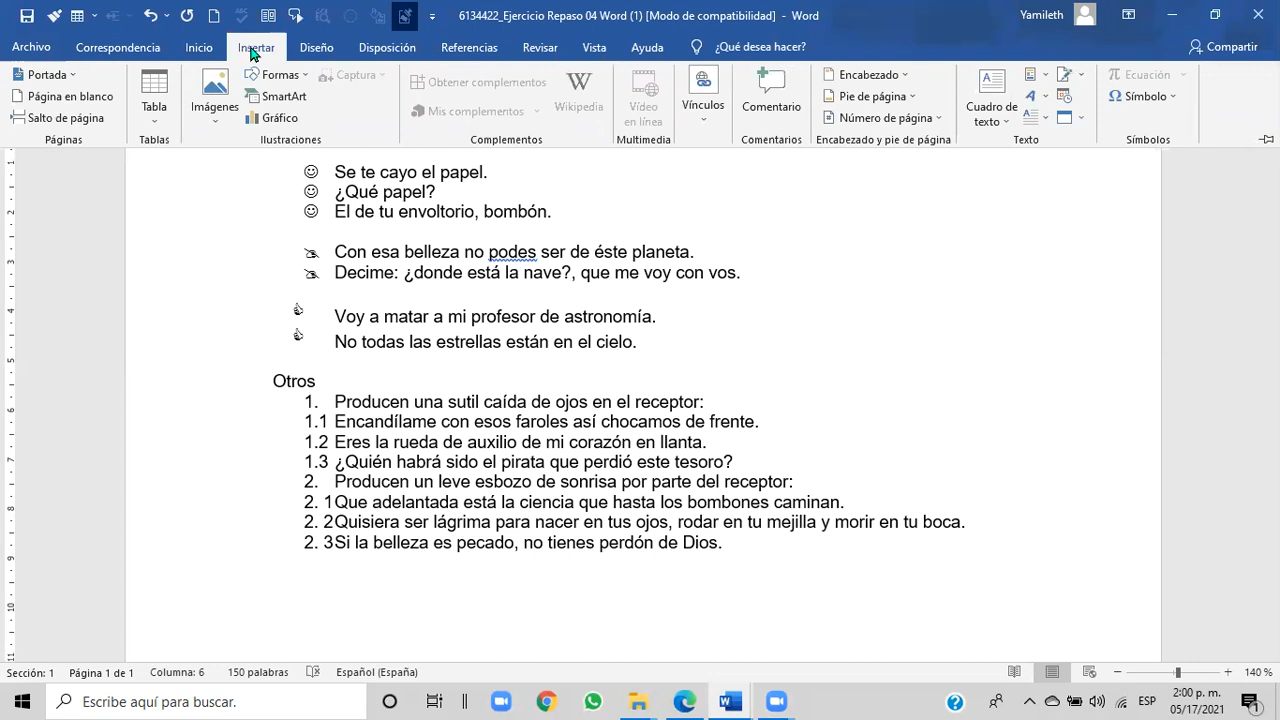 6134422_Ejercicio Repaso 04 Word (1) [Modo de compatibilidad] - Word
Yamileth
Archivo Correspondencia Inicio Insertar Diseño Disposición Referencias Revisar Vista Ayuda ¿Qué desea hacer? Compartir
Portada
Página en blanco
Salto de página
Páginas
Tabla
Tablas
Imágenes
Formas
SmartArt
Gráfico
Captura
Ilustraciones
Obtener complementos
Mis complementos
Wikipedia
Complementos
Vídeo
en línea
Multimedia
Vínculos
Comentario
Comentarios
Encabezado
Pie de página
Número de página
Encabezado y pie de página
Cuadro de
texto
Texto
Ecuación
Símbolo
Símbolos
Se te cayo el papel.
¿Qué papel?
El de tu envoltorio, bombón.
Con esa belleza no podes ser de éste planeta.
Decime: ¿donde está la nave?, que me voy con vos.
Voy a matar a mi profesor de astronomía.
No todas las estrellas están en el cielo.
Otros
1. Producen una sutil caída de ojos en el receptor:
1.1 Encandílame con esos faroles así chocamos de frente.
1.2 Eres la rueda de auxilio de mi corazón en llanta.
1.3 ¿Quién habrá sido el pirata que perdió este tesoro?
2. Producen un leve esbozo de sonrisa por parte del receptor:
2. 1 Que adelantada está la ciencia que hasta los bombones caminan.
2. 2 Quisiera ser lágrima para nacer en tus ojos, rodar en tu mejilla y morir en tu boca.
2. 3 Si la belleza es pecado, no tienes perdón de Dios.
Sección: 1 Página 1 de 1 Columna: 6 150 palabras Español (España) 140 %
Escribe aquí para buscar.
ESP
2:00 p. m.
05/17/2021